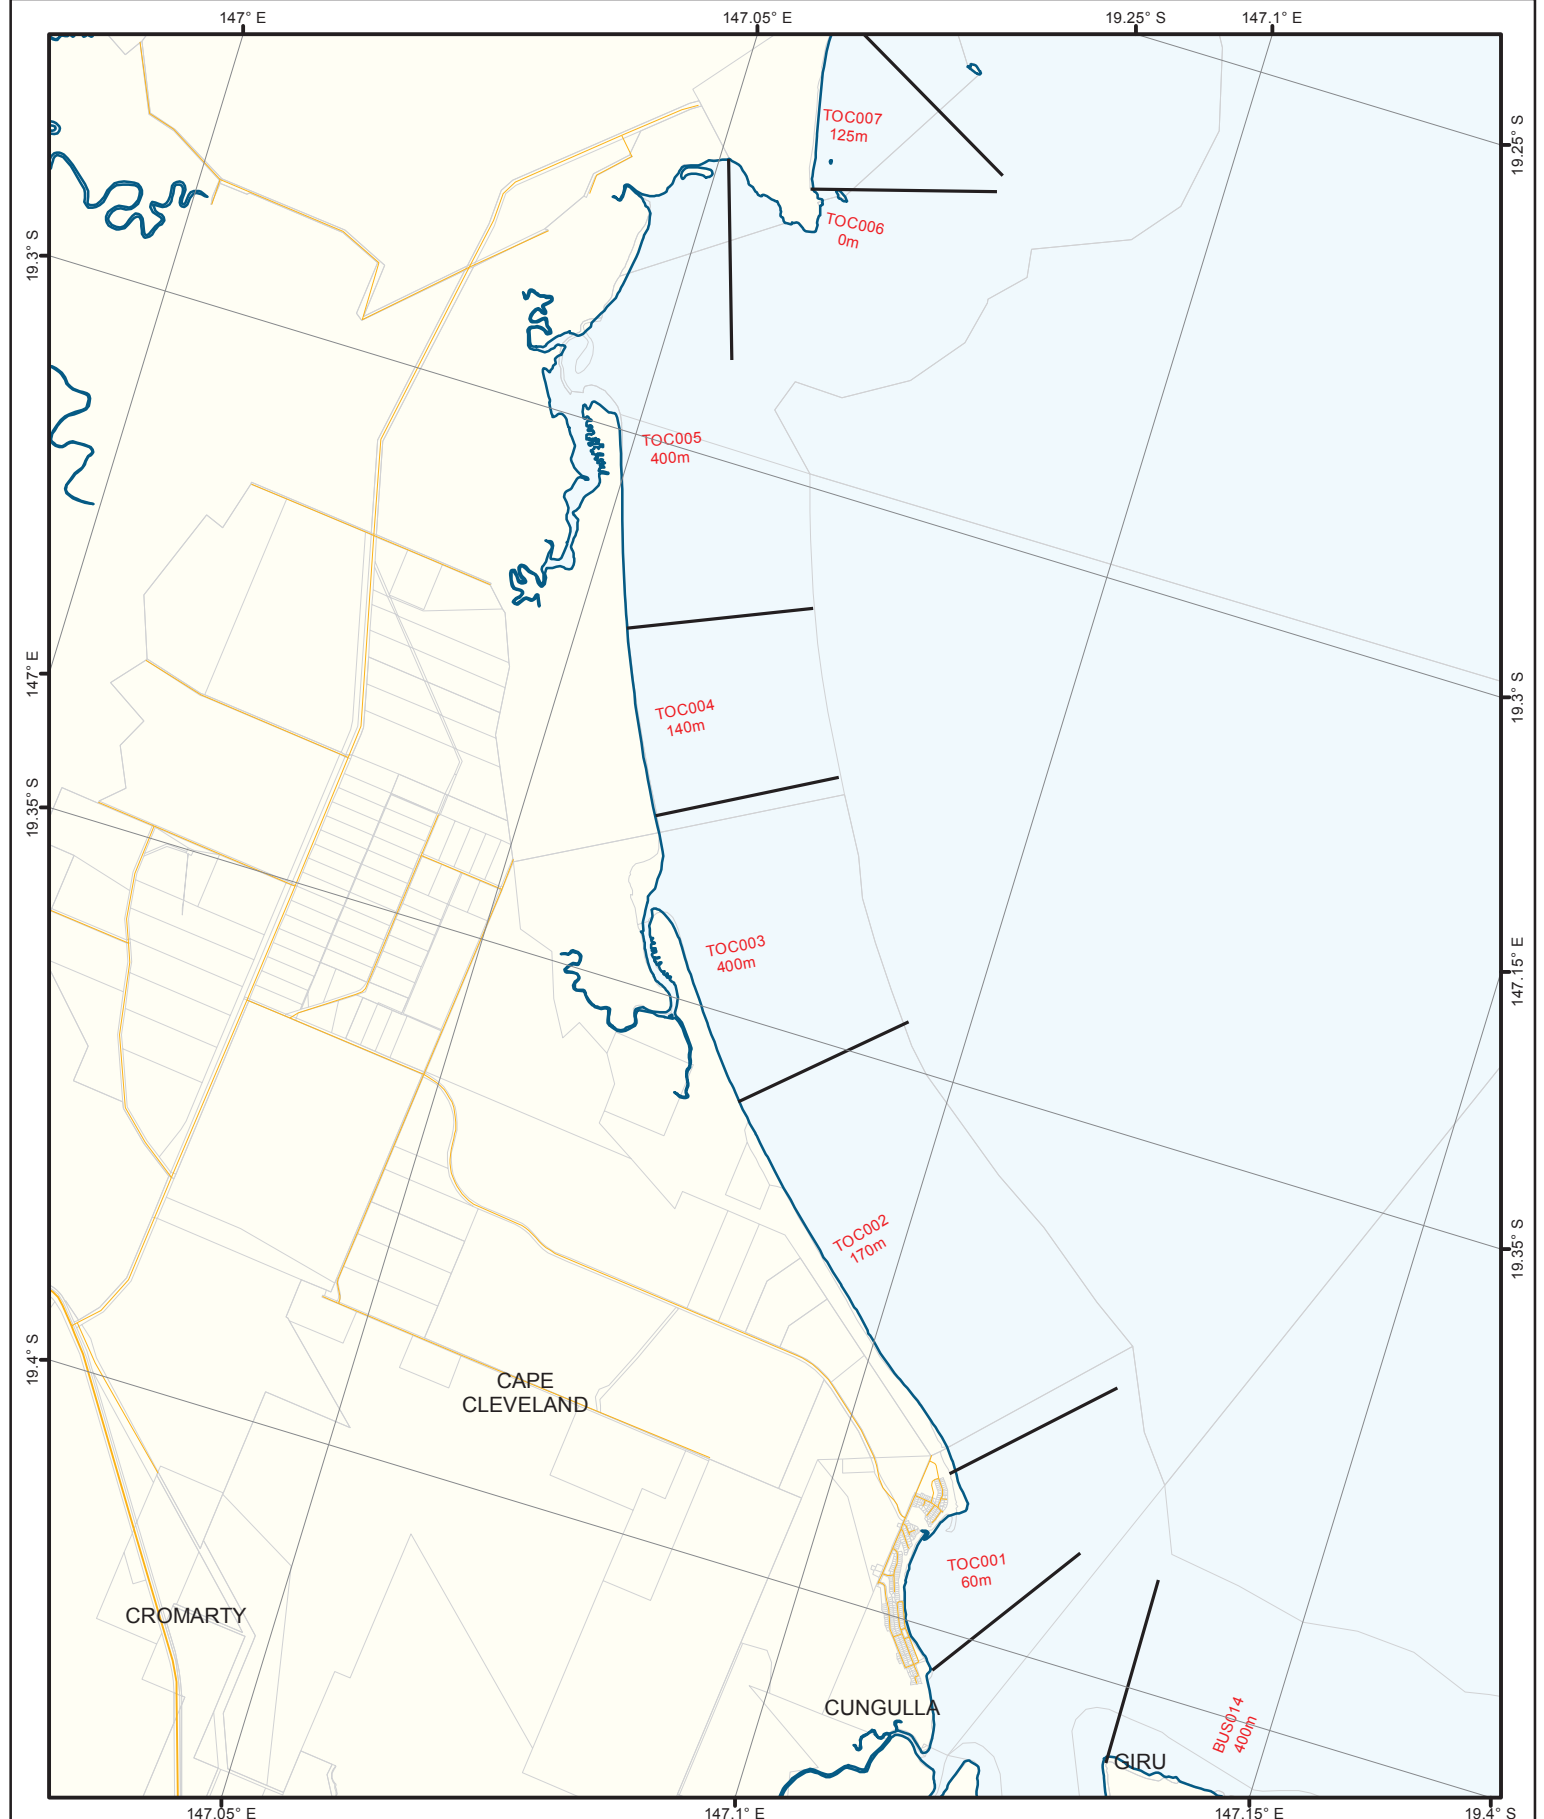 147° E
147.05° E
19.25° S
147.1° E
TOC007
125m
19.25° S
TOC006
0m
19.3° S
TOC005
400m
147° E
19.3° S
TOC004
140m
19.35° S
TOC003
400m
147.15° E
TOC002
170m
19.35° S
19.4° S
CAPE
CLEVELAND
TOC001
60m
CROMARTY
CUNGULLA
BUS014
400m
GIRU
147.05° E
147.1° E
147.15° E
19.4° S